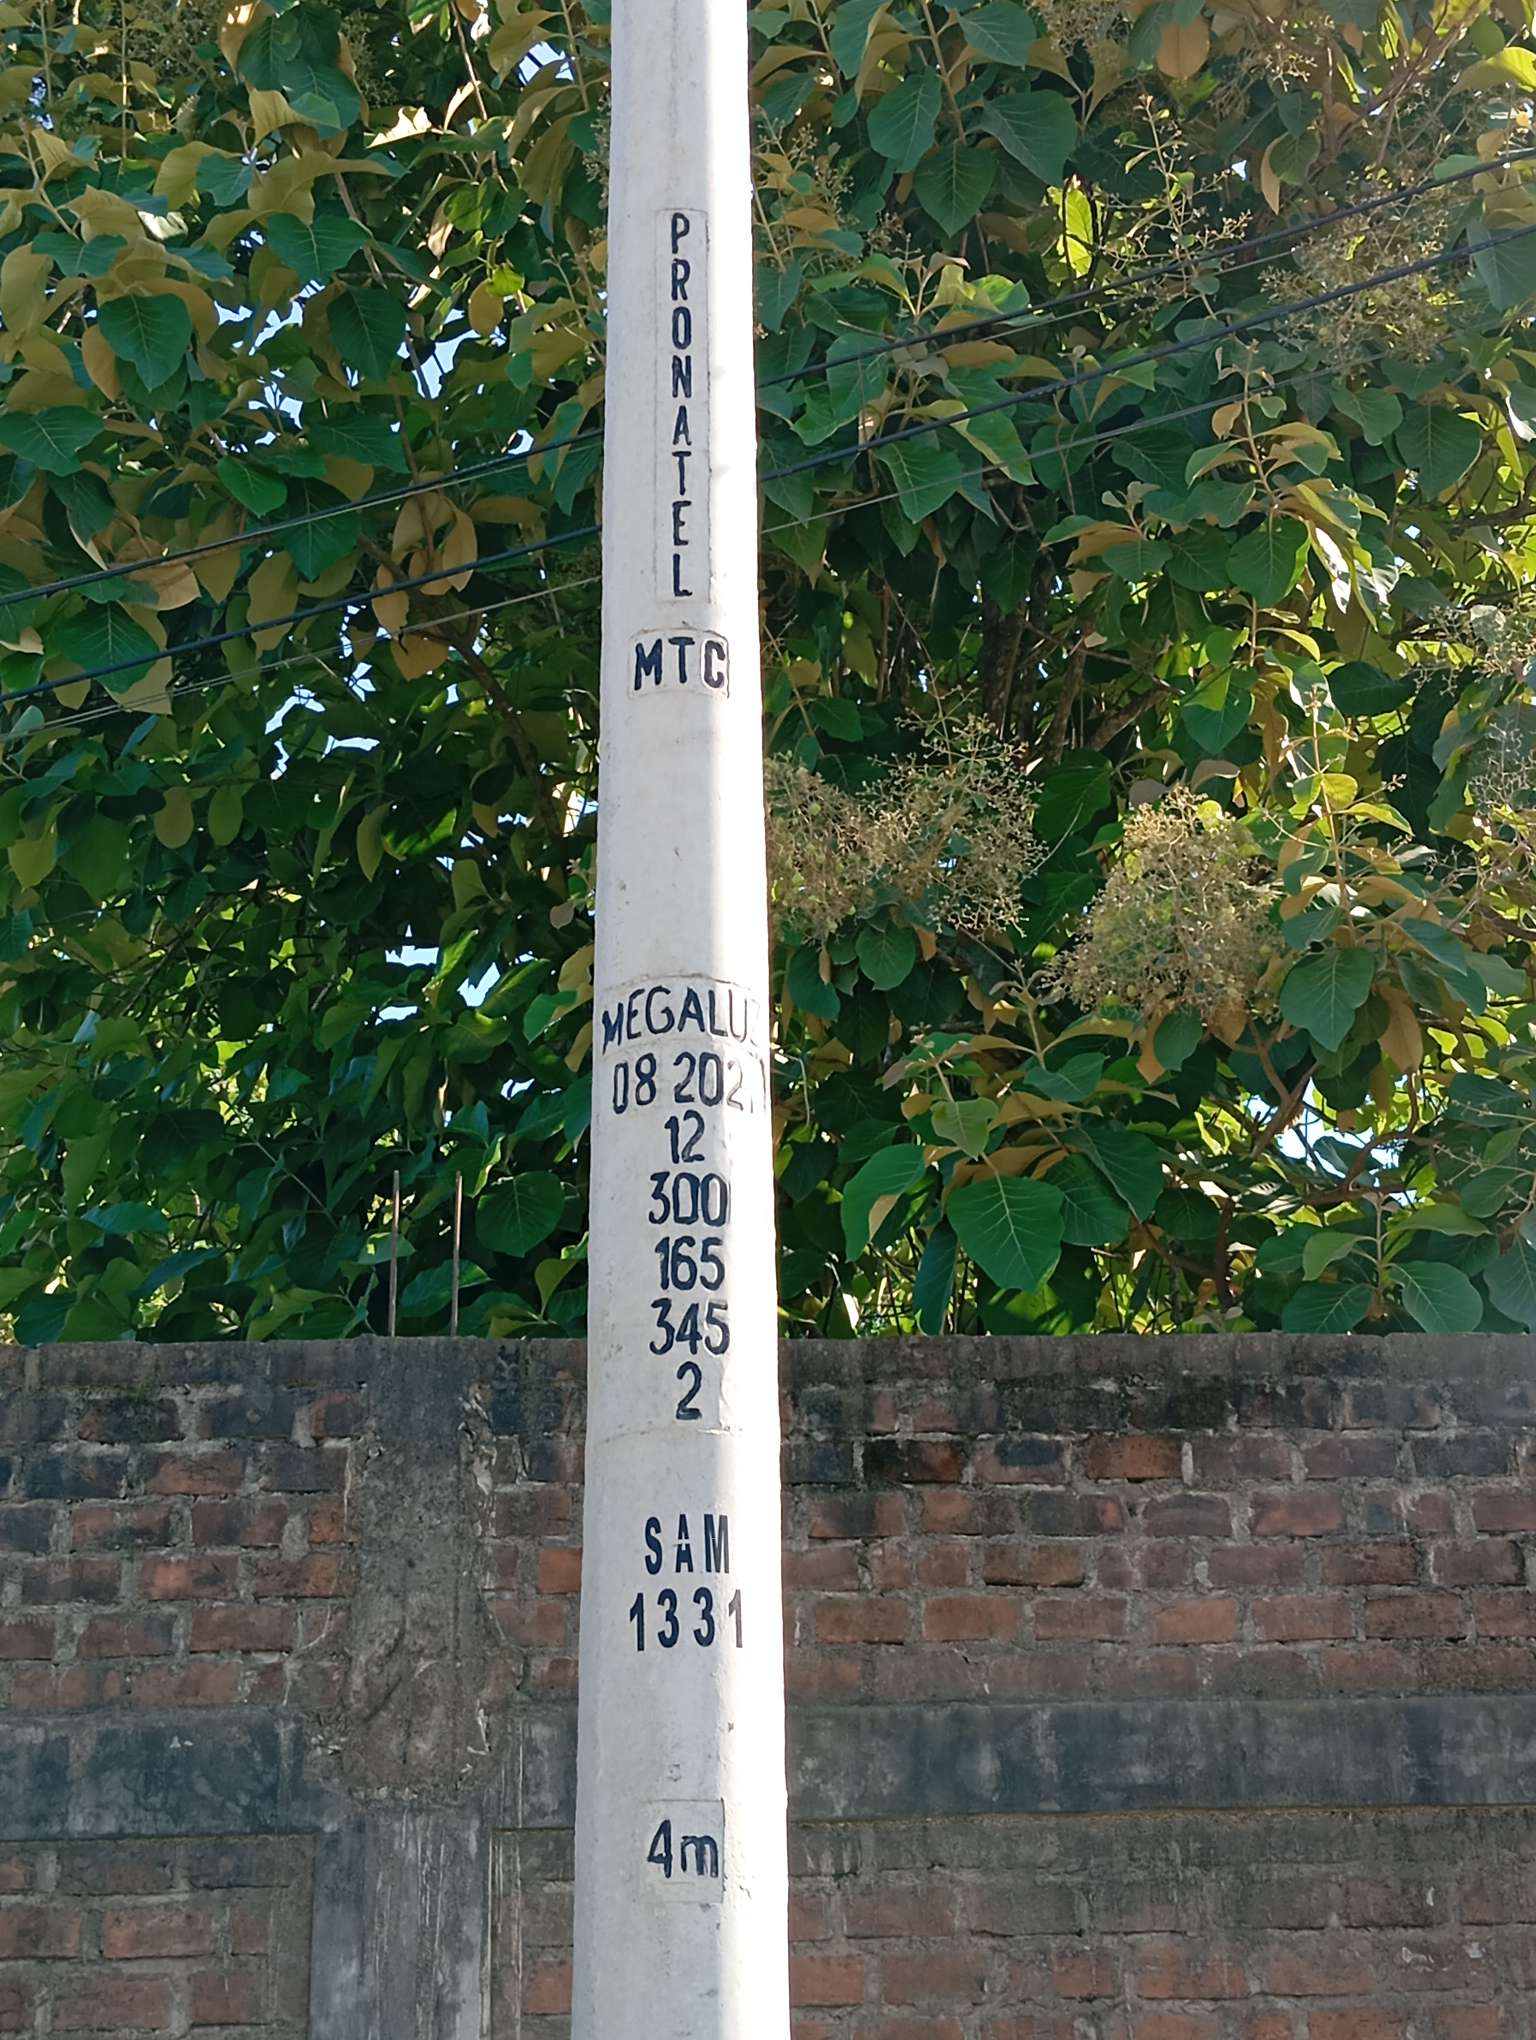 PRONATEL
MTC
MEGALUZ
08 2021
12
300
165
345
2
SAM
1331
4m